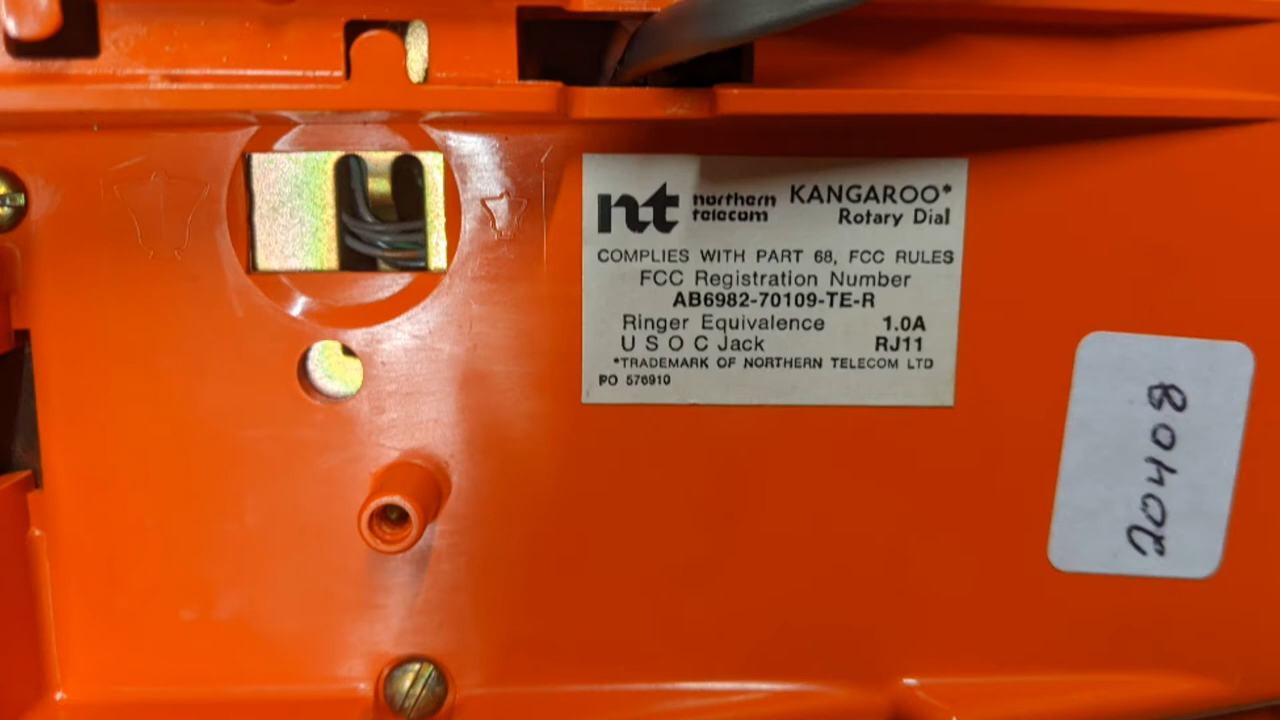 nt northern telecom KANGAROO*
Rotary Dial
COMPLIES WITH PART 68, FCC RULES
FCC Registration Number
AB6982-70109-TE-R
Ringer Equivalence 1.0A
U S O C Jack RJ11
*TRADEMARK OF NORTHERN TELECOM LTD
PO 576910
20408